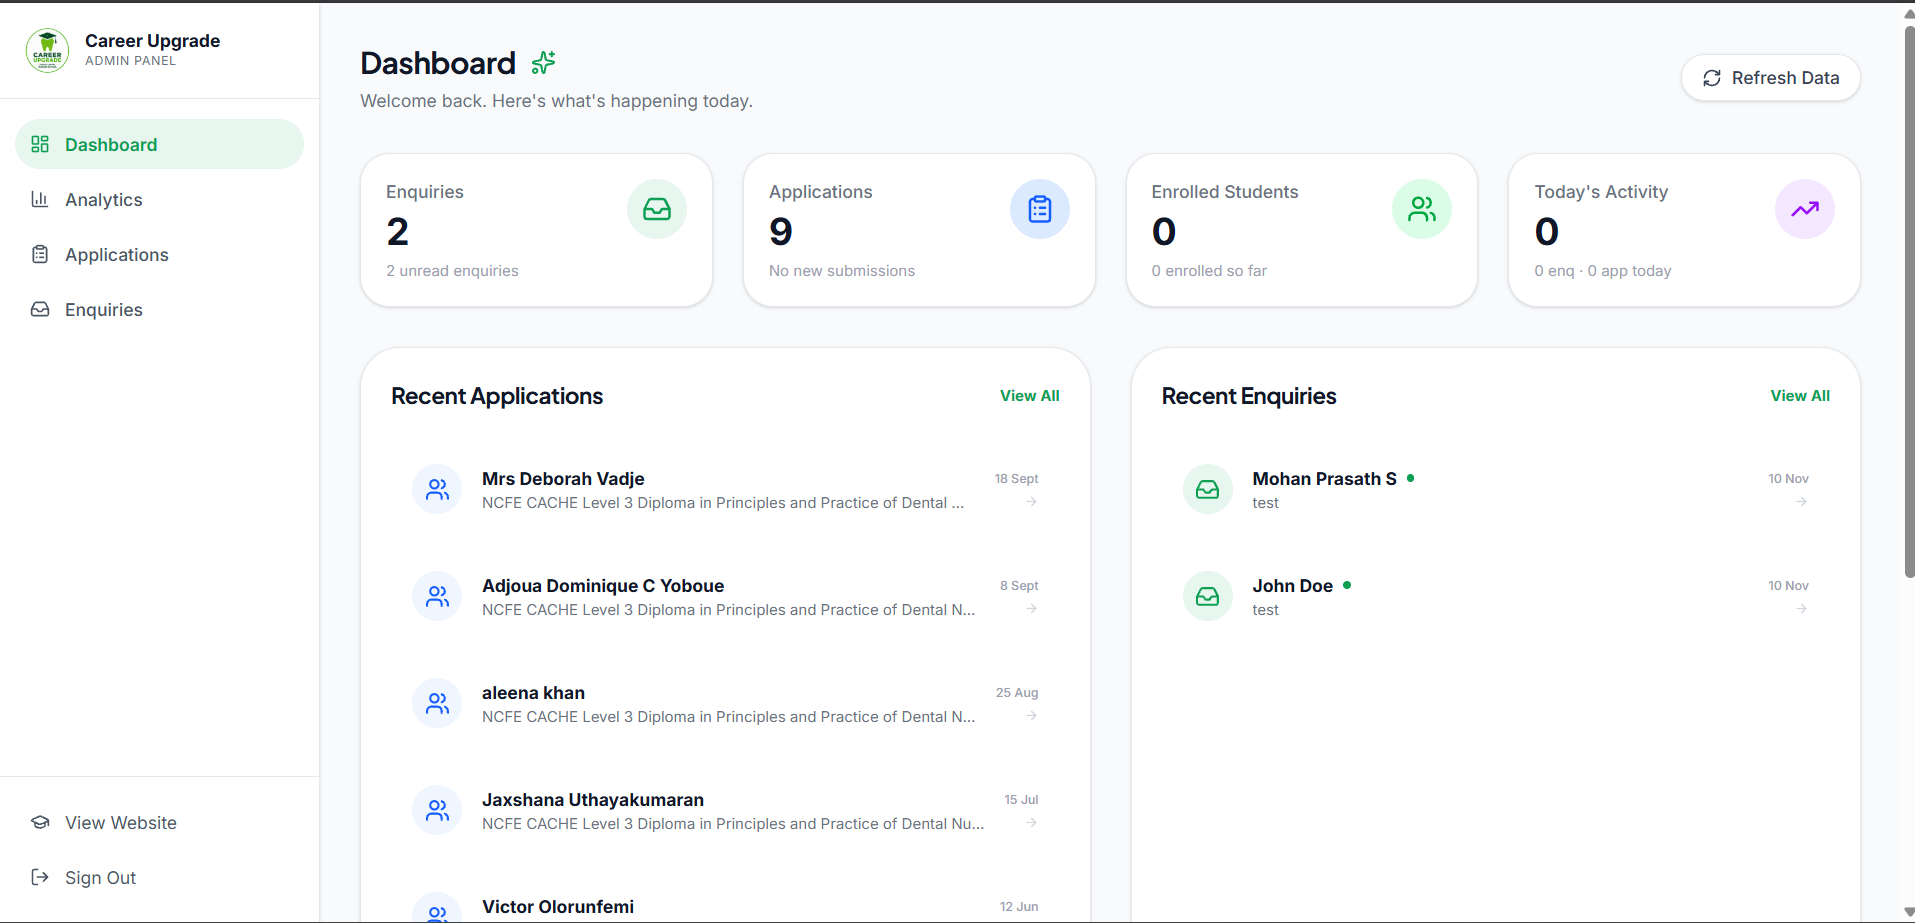 CAREER
UPGRADE
Career Upgrade
ADMIN PANEL
Dashboard
Analytics
Applications
Enquiries
View Website
Sign Out
Dashboard
Welcome back. Here's what's happening today.
Refresh Data
Enquiries
2
2 unread enquiries
Applications
9
No new submissions
Enrolled Students
0
0 enrolled so far
Today's Activity
0
0 enq · 0 app today
Recent Applications
View All
Mrs Deborah Vadje
18 Sept
NCFE CACHE Level 3 Diploma in Principles and Practice of Dental ...
Adjoua Dominique C Yoboue
8 Sept
NCFE CACHE Level 3 Diploma in Principles and Practice of Dental N...
aleena khan
25 Aug
NCFE CACHE Level 3 Diploma in Principles and Practice of Dental N...
Jaxshana Uthayakumaran
15 Jul
NCFE CACHE Level 3 Diploma in Principles and Practice of Dental Nu...
Victor Olorunfemi
12 Jun
Recent Enquiries
View All
Mohan Prasath S
10 Nov
test
John Doe
10 Nov
test